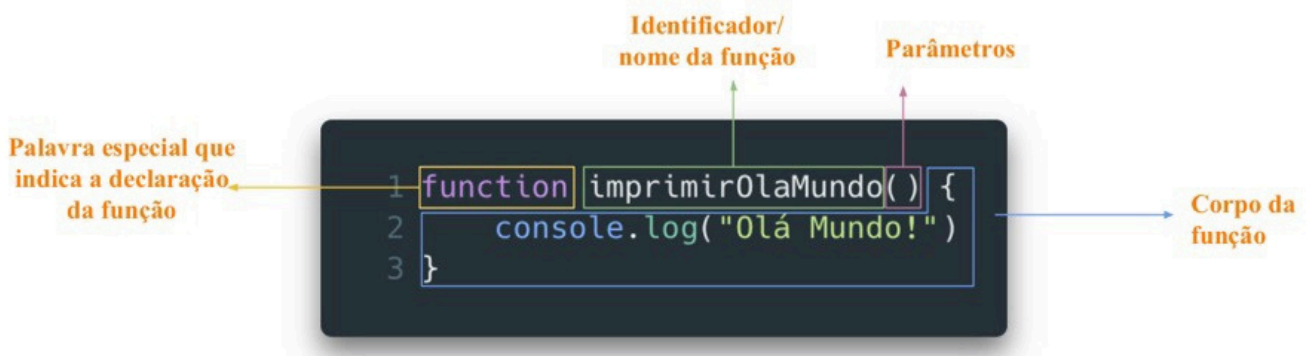 Identificador/
nome da função
Parâmetros
Palavra especial que
indica a declaração
da função
1 function imprimirOlaMundo() {
2 console.log("Olá Mundo!")
3 }
Corpo da
função